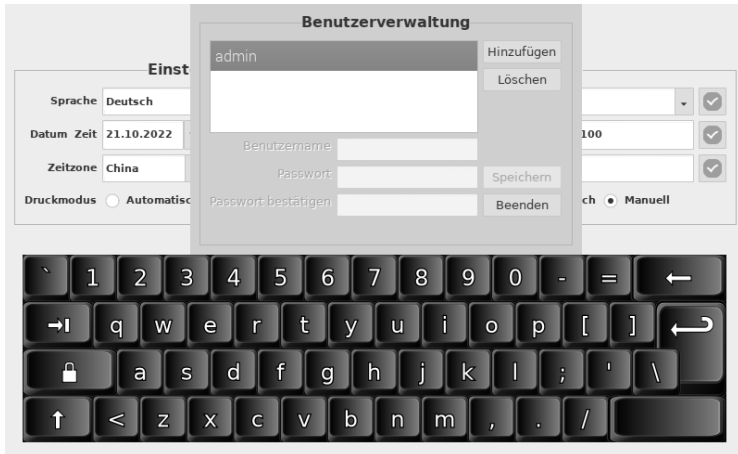 Benutzerverwaltung
admin
Hinzufügen
Löschen
Einst
Sprache Deutsch
Datum Zeit 21.10.2022
100
Benutzername
Zeitzone China
Passwort
Speichern
Druckmodus Automatisc
Passwort bestätigen
Beenden
ch Manuell
` 1 2 3 4 5 6 7 8 9 0 - =
q w e r t y u i o p [ ]
a s d f g h j k l ; ' \
< z x c v b n m , . /